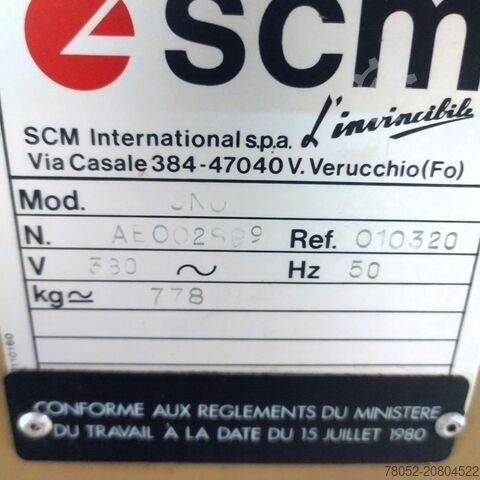 scm
L'invincibile
SCM International s.p.a.
Via Casale 384-47040 V. Verucchio (Fo)
Mod.
N. Ref. 010320
V 380 ~ Hz 50
kg≃ 778
110160
CONFORME AUX REGLEMENTS DU MINISTERE
DU TRAVAIL À LA DATE DU 15 JUILLET 1980
78052-20804522